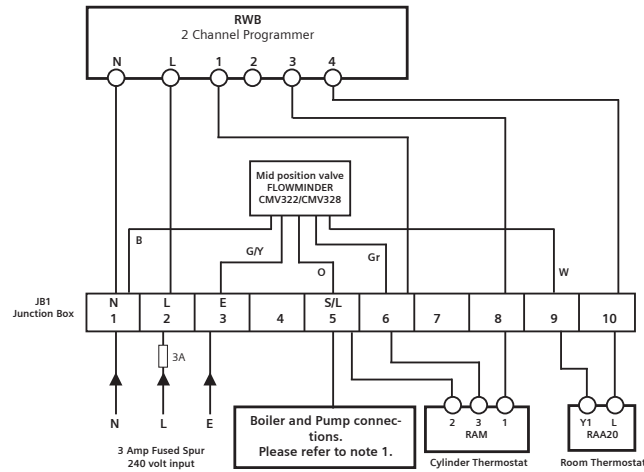 RWB
2 Channel Programmer
N L 1 2 3 4
Mid position valve
FLOWMINDER
CMV322/CMV328
B
G/Y
O
Gr
W
JB1
Junction Box
N L E S/L
1 2 3 4 5 6 7 8 9 10
3A
N L E
3 Amp Fused Spur
240 volt input
Boiler and Pump connec-
tions.
Please refer to note 1.
2 3 1
RAM
Cylinder Thermostat
Y1 L
RAA20
Room Thermostat